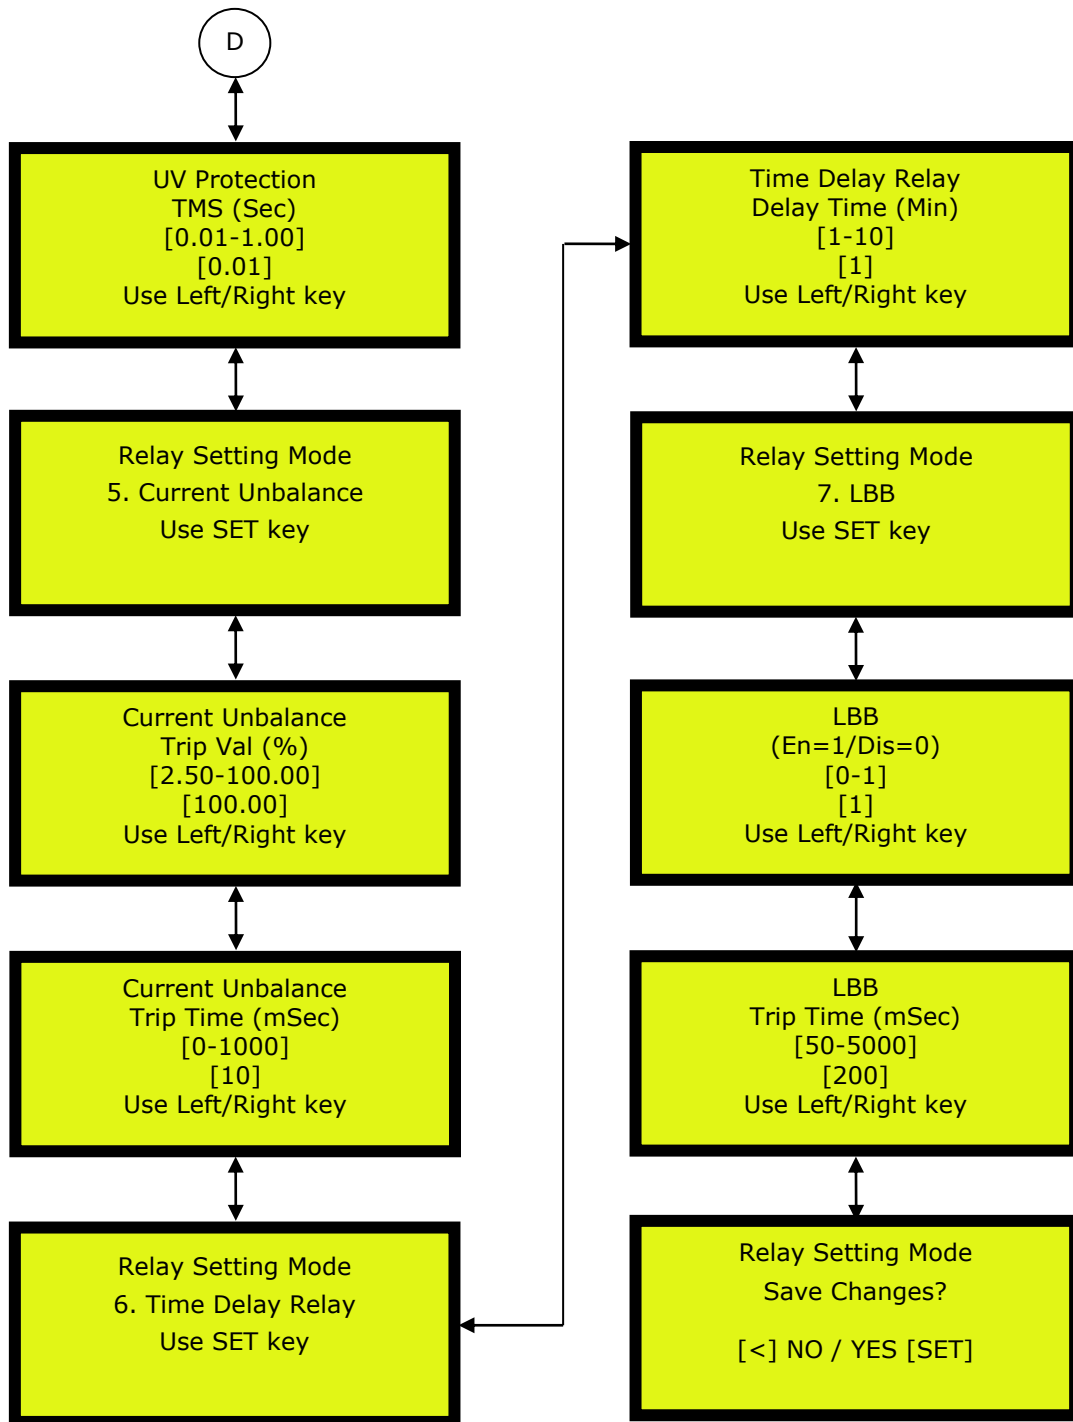 D
UV Protection
TMS (Sec)
[0.01-1.00]
[0.01]
Use Left/Right key
Relay Setting Mode
5. Current Unbalance
Use SET key
Current Unbalance
Trip Val (%)
[2.50-100.00]
[100.00]
Use Left/Right key
Current Unbalance
Trip Time (mSec)
[0-1000]
[10]
Use Left/Right key
Relay Setting Mode
6. Time Delay Relay
Use SET key
Time Delay Relay
Delay Time (Min)
[1-10]
[1]
Use Left/Right key
Relay Setting Mode
7. LBB
Use SET key
LBB
(En=1/Dis=0)
[0-1]
[1]
Use Left/Right key
LBB
Trip Time (mSec)
[50-5000]
[200]
Use Left/Right key
Relay Setting Mode
Save Changes?
[<] NO / YES [SET]